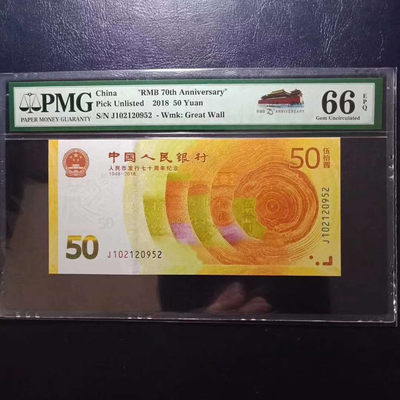 PMG
PAPER MONEY GUARANTY
China "RMB 70th Anniversary"
Pick Unlisted 2018 50 Yuan
S/N J102120952 - Wmk: Great Wall
66 EPQ
Gem Uncirculated
中国人民银行
人民币发行七十周年纪念
1948-2018
50 伍拾圆
50
J102120952
J102120952